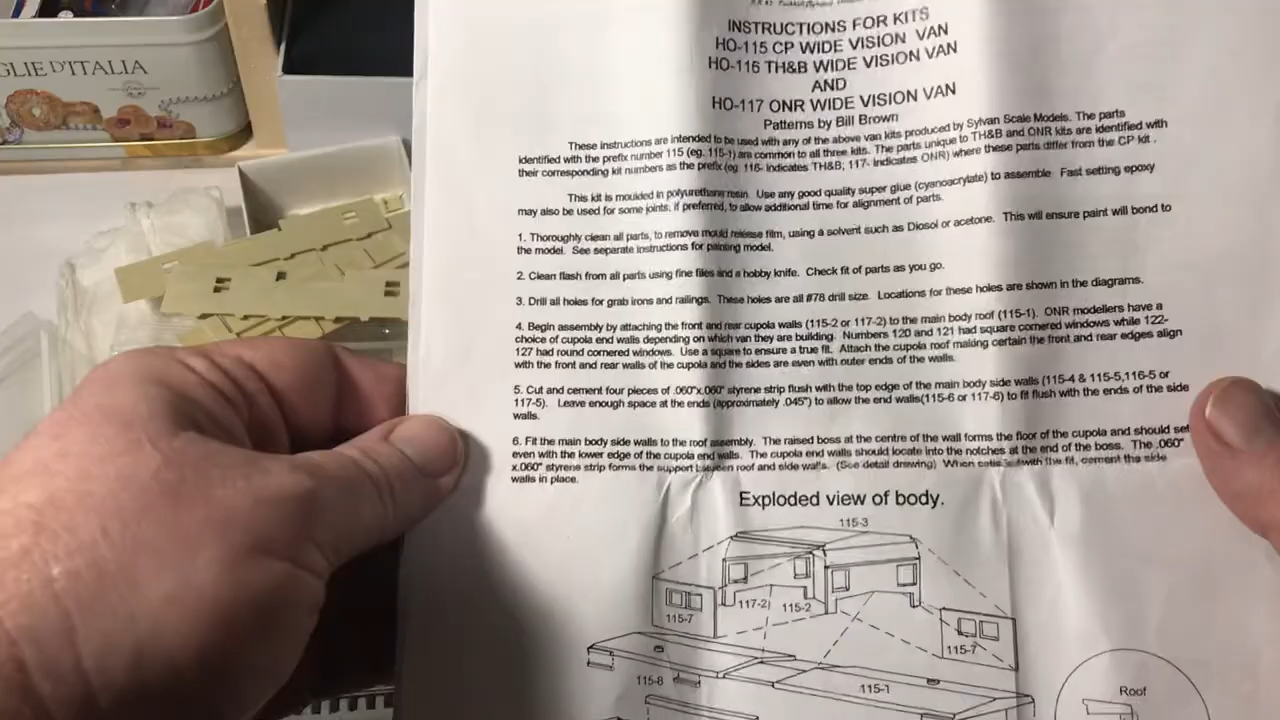 GLIE D'ITALIA
INSTRUCTIONS FOR KITS
HO-115 CP WIDE VISION VAN
HO-116 TH&B WIDE VISION VAN
AND
HO-117 ONR WIDE VISION VAN
Patterns by Bill Brown
These instructions are intended to be used with any of the above van kits produced by Sylvan Scale Models. The parts
identified with the prefix number 115 (eg. 115-1) are common to all three kits. The parts unique to TH&B and ONR kits are identified with
their corresponding kit numbers as the prefix (eg. 116- indicates TH&B; 117- indicates ONR) where these parts differ from the CP kit .
This kit is moulded in polyurethane resin. Use any good quality super glue (cyanoacrylate) to assemble. Fast setting epoxy
may also be used for some joints, if preferred, to allow additional time for alignment of parts.
1. Thoroughly clean all parts, to remove mould release film, using a solvent such as Diosol or acetone. This will ensure paint will bond to
the model. See separate instructions for painting model.
2. Clean flash from all parts using fine files and a hobby knife. Check fit of parts as you go.
3. Drill all holes for grab irons and railings. These holes are all #78 drill size. Locations for these holes are shown in the diagrams.
4. Begin assembly by attaching the front and rear cupola walls (115-2 or 117-2) to the main body roof (115-1). ONR modellers have a
choice of cupola end walls depending on which van they are building. Numbers 120 and 121 had square cornered windows while 122-
127 had round cornered windows. Use a square to ensure a true fit. Attach the cupola roof making certain the front and rear edges align
with the front and rear walls of the cupola and the sides are even with outer ends of the walls.
5. Cut and cement four pieces of .060"x.060" styrene strip flush with the top edge of the main body side walls (115-4 & 115-5,116-5 or
117-5). Leave enough space at the ends (approximately .045") to allow the end walls(115-6 or 117-6) to fit flush with the ends of the side
walls.
6. Fit the main body side walls to the roof assembly. The raised boss at the centre of the wall forms the floor of the cupola and should set
even with the lower edge of the cupola end walls. The cupola end walls should locate into the notches at the end of the boss. The .060"
x.060" styrene strip forms the support between roof and side walls. (See detail drawing) When satisfied with the fit, cement the side
walls in place.
Exploded view of body.
115-3
117-2
115-2
115-7
115-7
115-8
115-1
Roof